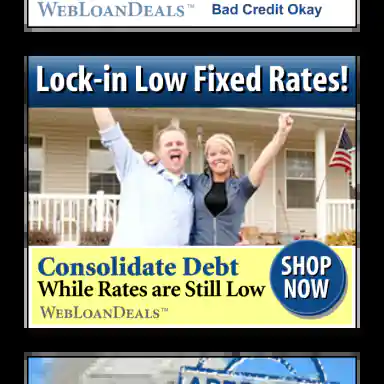 WebLoanDeals™ Bad Credit Okay
Lock-in Low Fixed Rates!
Consolidate Debt
While Rates are Still Low
WebLoanDeals™
SHOP
NOW